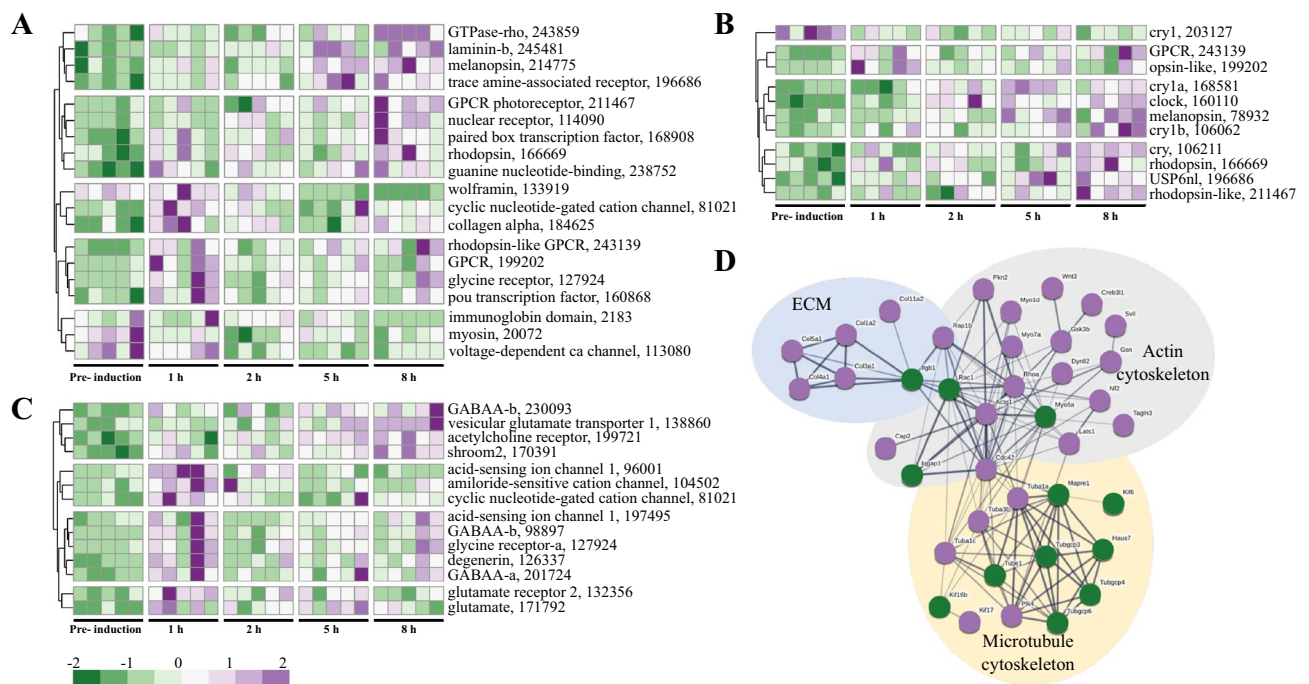 A
GTPase-rho, 243859
laminin-b, 245481
melanopsin, 214775
trace amine-associated receptor, 196686
GPCR photoreceptor, 211467
nuclear receptor, 114090
paired box transcription factor, 168908
rhodopsin, 166669
guanine nucleotide-binding, 238752
wolframin, 133919
cyclic nucleotide-gated cation channel, 81021
collagen alpha, 184625
rhodopsin-like GPCR, 243139
GPCR, 199202
glycine receptor, 127924
pou transcription factor, 160868
immunoglobin domain, 2183
myosin, 20072
voltage-dependent ca channel, 113080
Pre- induction 1 h 2 h 5 h 8 h
B
cry1, 203127
GPCR, 243139
opsin-like, 199202
cry1a, 168581
clock, 160110
melanopsin, 78932
cry1b, 106062
cry, 106211
rhodopsin, 166669
USP6nl, 196686
rhodopsin-like, 211467
Pre- induction 1 h 2 h 5 h 8 h
C
GABAA-b, 230093
vesicular glutamate transporter 1, 138860
acetylcholine receptor, 199721
shroom2, 170391
acid-sensing ion channel 1, 96001
amiloride-sensitive cation channel, 104502
cyclic nucleotide-gated cation channel, 81021
acid-sensing ion channel 1, 197495
GABAA-b, 98897
glycine receptor-a, 127924
degenerin, 126337
GABAA-a, 201724
glutamate receptor 2, 132356
glutamate, 171792
Pre- induction 1 h 2 h 5 h 8 h
-2 -1 0 1 2
D
ECM
Actin
cytoskeleton
Microtubule
cytoskeleton
Pkn2
Wnt3
Col11a2
Myo1d
Creb3l1
Col1a2
Rap1b
Svil
Col5a1
Myo7a
Gsk3b
Gsn
Col4a1
Col3a1
Itgb1
Rac1
Rhoa
Dynll2
Nf2
Actg1
Myo5a
Tagln3
Cap2
Lats1
Iqgap1
Cdc42
Tuba1a
Mapre1
Kif6
Tuba3b
Tuba1c
Tubgcp3
Haus7
Tube1
Tubgcp4
Kif16b
Kif17
Plk4
Tubgcp6